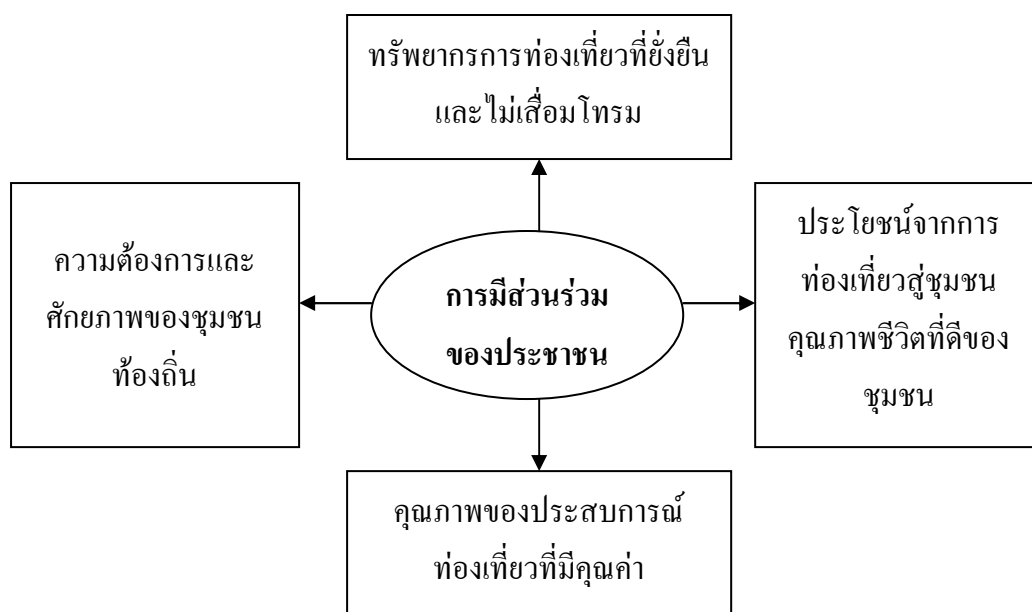 ทรัพยากรการท่องเที่ยวที่ยั่งยืน
และไม่เสื่อมโทรม
ความต้องการและ
ศักยภาพของชุมชน
ท้องถิ่น
การมีส่วนร่วม
ของประชาชน
ประโยชน์จากการ
ท่องเที่ยวสู่ชุมชน
คุณภาพชีวิตที่ดีของ
ชุมชน
คุณภาพของประสบการณ์
ท่องเที่ยวที่มีคุณค่า